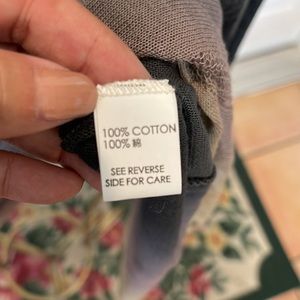 100% COTTON
100% 綿
SEE REVERSE
SIDE FOR CARE